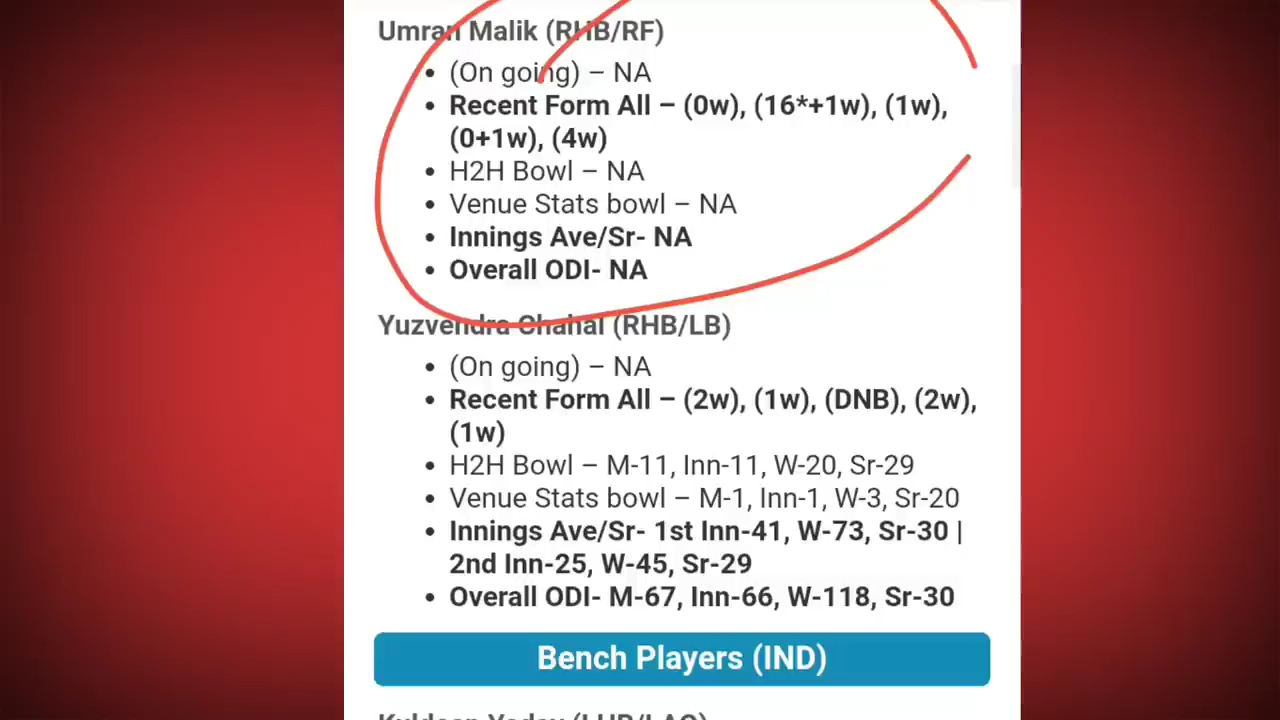 Umran Malik (RHB/RF)
• (On going) – NA
• Recent Form All – (0w), (16*+1w), (1w),
(0+1w), (4w)
• H2H Bowl – NA
• Venue Stats bowl – NA
• Innings Ave/Sr- NA
• Overall ODI- NA
Yuzvendra Chahal (RHB/LB)
• (On going) – NA
• Recent Form All – (2w), (1w), (DNB), (2w),
(1w)
• H2H Bowl – M-11, Inn-11, W-20, Sr-29
• Venue Stats bowl – M-1, Inn-1, W-3, Sr-20
• Innings Ave/Sr- 1st Inn-41, W-73, Sr-30 |
2nd Inn-25, W-45, Sr-29
• Overall ODI- M-67, Inn-66, W-118, Sr-30
Bench Players (IND)